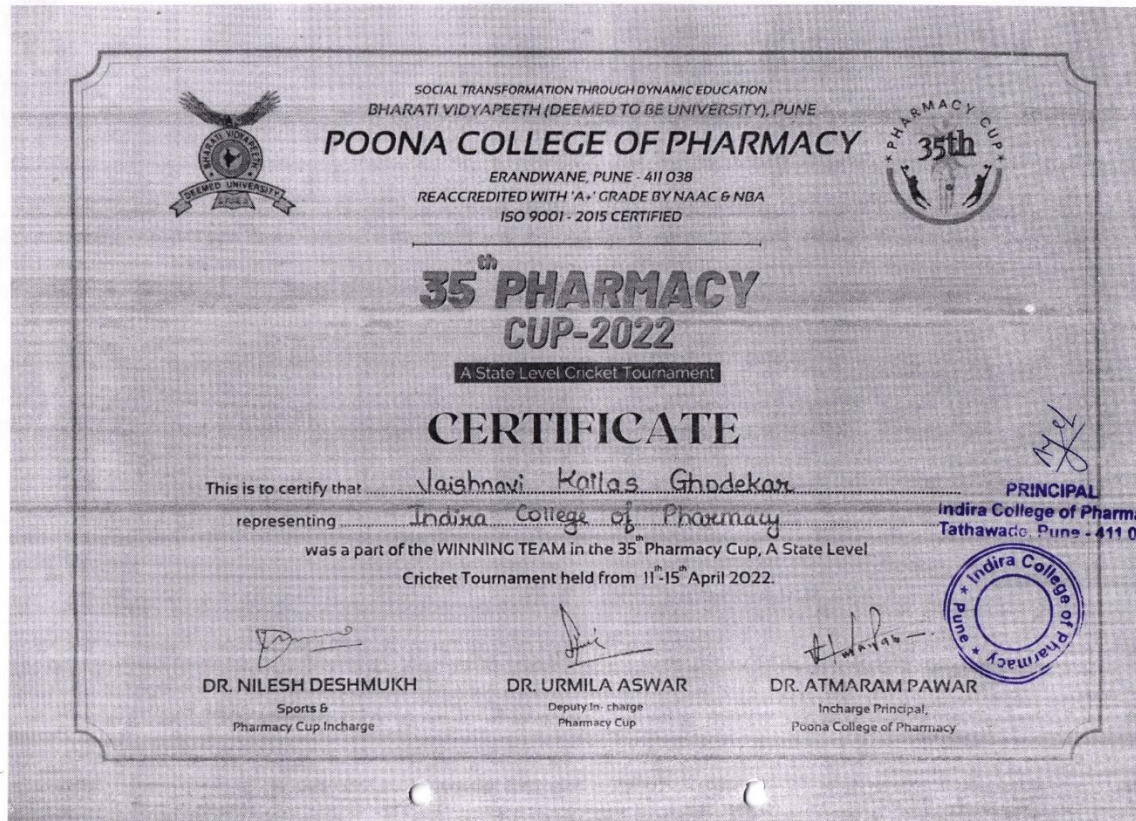 SOCIAL TRANSFORMATION THROUGH DYNAMIC EDUCATION
BHARATI VIDYAPEETH (DEEMED TO BE UNIVERSITY), PUNE
POONA COLLEGE OF PHARMACY
ERANDWANE, PUNE - 411 038
REACCREDITED WITH 'A+' GRADE BY NAAC & NBA
ISO 9001 - 2015 CERTIFIED
BHARATI VIDYAPEETH
DEEMED UNIVERSITY
PHARMACY CUP
35th
35th PHARMACY
CUP-2022
A State Level Cricket Tournament
CERTIFICATE
This is to certify that Vaishnavi Kailas Ghodekar
representing Indira College of Pharmacy
was a part of the WINNING TEAM in the 35th Pharmacy Cup, A State Level
Cricket Tournament held from 11th-15th April 2022.
PRINCIPAL
Indira College of Pharma
Tathawade, Pune - 411 0
Indira College of Pharmacy
Pune
DR. NILESH DESHMUKH
Sports &
Pharmacy Cup Incharge
DR. URMILA ASWAR
Deputy In- charge
Pharmacy Cup
DR. ATMARAM PAWAR
Incharge Principal,
Poona College of Pharmacy